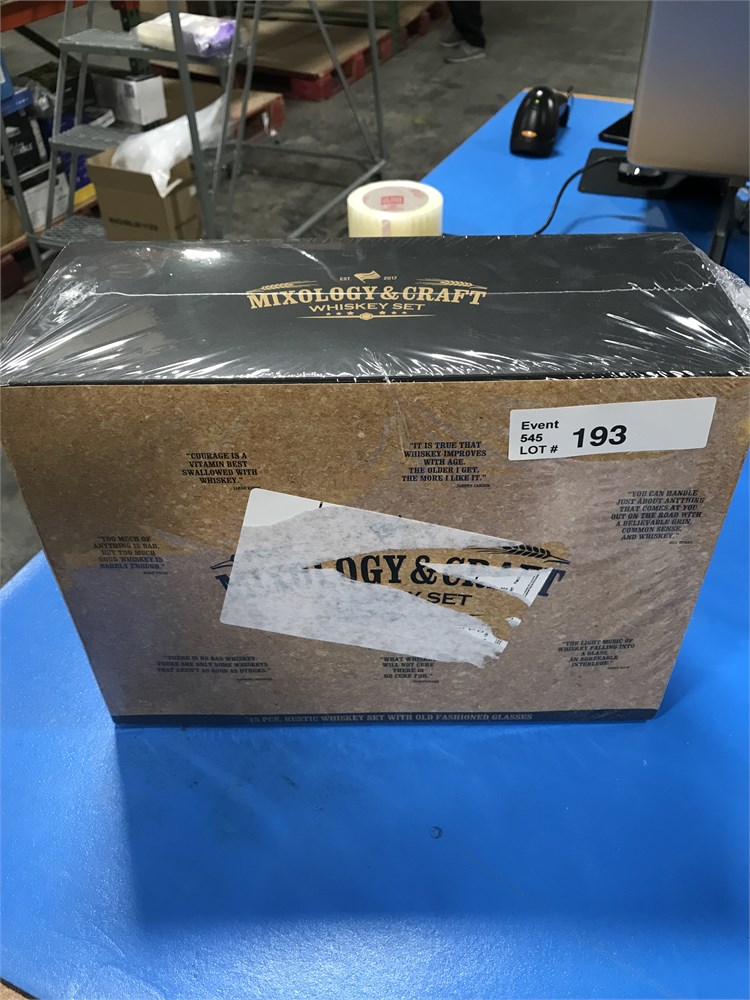 EST 2017
MIXOLOGY & CRAFT
WHISKEY SET
Event
545
LOT # 193
"COURAGE IS A
VITAMIN BEST
SWALLOWED WITH
WHISKEY."
"IT IS TRUE THAT
WHISKEY IMPROVES
WITH AGE.
THE OLDER I GET,
THE MORE I LIKE IT."
"YOU CAN HANDLE
JUST ABOUT ANYTHING
THAT COMES AT YOU
OUT ON THE ROAD WITH
A BELIEVABLE GRIN,
COMMON SENSE,
AND WHISKEY."
"TOO MUCH OF
ANYTHING IS BAD,
BUT TOO MUCH
GOOD WHISKEY IS
BARELY ENOUGH."
OGY & CRAFT
SET
"THERE IS NO BAD WHISKEY.
THERE ARE ONLY SOME WHISKEYS
THAT AREN'T AS GOOD AS OTHERS."
"WHAT WHISK
WILL NOT CURE
THERE IS
NO CURE FOR."
"THE LIGHT MUSIC OF
WHISKEY FALLING INTO
A GLASS,
AN AGREEABLE
INTERLUDE."
15 PCS. RUSTIC WHISKEY SET WITH OLD FASHIONED GLASSES